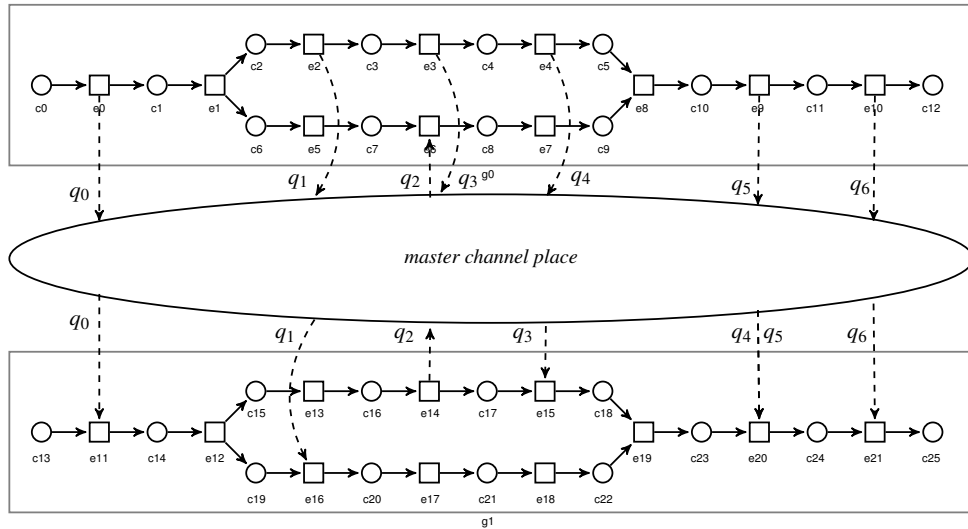 c2 e2 c3 e3 c4 e4 c5
c0 e0 c1 e1 e8 c10 e9 c11 e10 c12
c6 e5 c7 e6 c8 e7 c9
q0 q1 q2 q3 g0 q4 q5 q6
master channel place
q0 q1 q2 q3 q4 q5 q6
c15 e13 c16 e14 c17 e15 c18
c13 e11 c14 e12 e19 c23 e20 c24 e21 c25
c19 e16 c20 e17 c21 e18 c22
g1